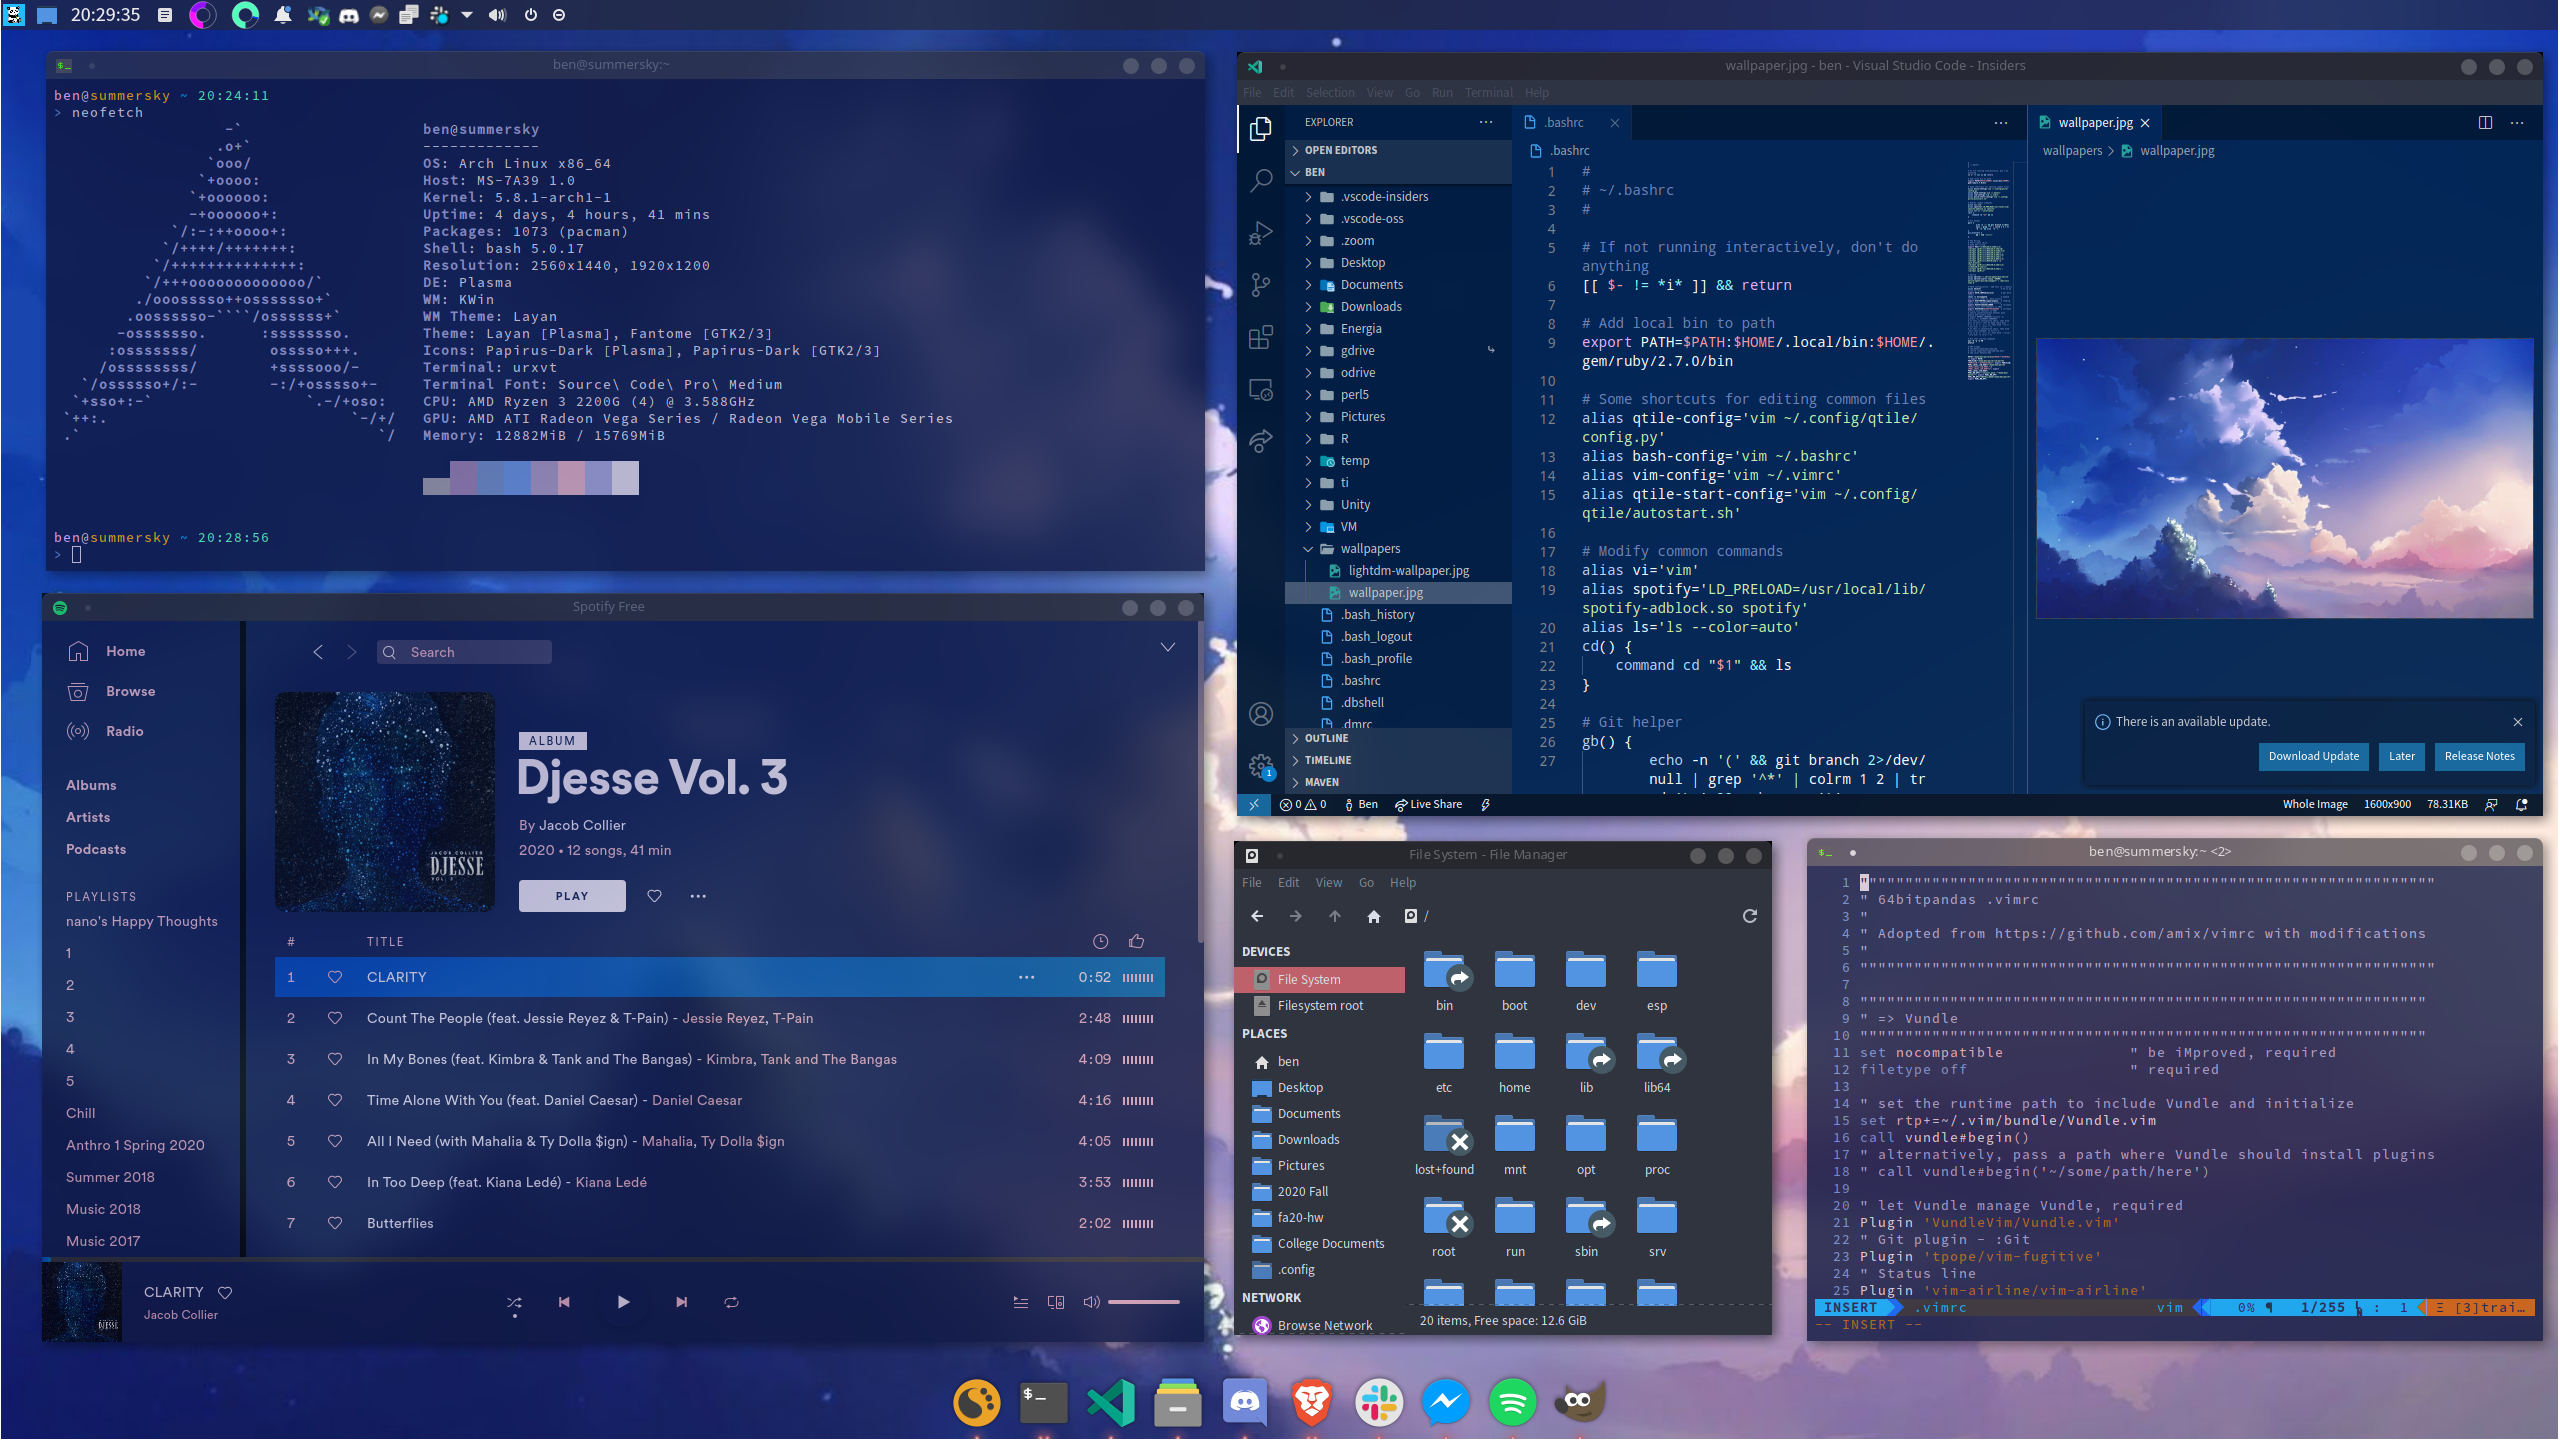 20:29:35
ben@summersky:~
ben@summersky ~ 20:24:11
> neofetch
ben@summersky
-------------
OS: Arch Linux x86_64
Host: MS-7A39 1.0
Kernel: 5.8.1-arch1-1
Uptime: 4 days, 4 hours, 41 mins
Packages: 1073 (pacman)
Shell: bash 5.0.17
Resolution: 2560x1440, 1920x1200
DE: Plasma
WM: KWin
WM Theme: Layan
Theme: Layan [Plasma], Fantome [GTK2/3]
Icons: Papirus-Dark [Plasma], Papirus-Dark [GTK2/3]
Terminal: urxvt
Terminal Font: Source\ Code\ Pro\ Medium
CPU: AMD Ryzen 3 2200G (4) @ 3.588GHz
GPU: AMD ATI Radeon Vega Series / Radeon Vega Mobile Series
Memory: 12882MiB / 15769MiB
ben@summersky ~ 20:28:56
>
Spotify Free
Home
Browse
Radio
Albums
Artists
Podcasts
PLAYLISTS
nano's Happy Thoughts
1
2
3
4
5
Chill
Anthro 1 Spring 2020
Summer 2018
Music 2018
Music 2017
Search
JACOB COLLIER
DJESSE
VOL. 3
ALBUM
Djesse Vol. 3
By Jacob Collier
2020 • 12 songs, 41 min
PLAY
# TITLE
1 CLARITY 0:52
2 Count The People (feat. Jessie Reyez & T-Pain) - Jessie Reyez, T-Pain 2:48
3 In My Bones (feat. Kimbra & Tank and The Bangas) - Kimbra, Tank and The Bangas 4:09
4 Time Alone With You (feat. Daniel Caesar) - Daniel Caesar 4:16
5 All I Need (with Mahalia & Ty Dolla $ign) - Mahalia, Ty Dolla $ign 4:05
6 In Too Deep (feat. Kiana Ledé) - Kiana Ledé 3:53
7 Butterflies 2:02
DJESSE
CLARITY
Jacob Collier
wallpaper.jpg - ben - Visual Studio Code - Insiders
File Edit Selection View Go Run Terminal Help
EXPLORER
OPEN EDITORS
BEN
.vscode-insiders
.vscode-oss
.zoom
Desktop
Documents
Downloads
Energia
gdrive
odrive
perl5
Pictures
R
temp
ti
Unity
VM
wallpapers
lightdm-wallpaper.jpg
wallpaper.jpg
.bash_history
.bash_logout
.bash_profile
.bashrc
.dbshell
.dmrc
OUTLINE
TIMELINE
MAVEN
1
.bashrc
.bashrc
1 #
2 # ~/.bashrc
3 #
4
5 # If not running interactively, don't do
anything
6 [[ $- != *i* ]] && return
7
8 # Add local bin to path
9 export PATH=$PATH:$HOME/.local/bin:$HOME/.
gem/ruby/2.7.0/bin
10
11 # Some shortcuts for editing common files
12 alias qtile-config='vim ~/.config/qtile/
config.py'
13 alias bash-config='vim ~/.bashrc'
14 alias vim-config='vim ~/.vimrc'
15 alias qtile-start-config='vim ~/.config/
qtile/autostart.sh'
16
17 # Modify common commands
18 alias vi='vim'
19 alias spotify='LD_PRELOAD=/usr/local/lib/
spotify-adblock.so spotify'
20 alias ls='ls --color=auto'
21 cd() {
22 command cd "$1" && ls
23 }
24
25 # Git helper
26 gb() {
27 echo -n '(' && git branch 2>/dev/
null | grep '^*' | colrm 1 2 | tr
wallpaper.jpg
wallpapers > wallpaper.jpg
There is an available update.
Download Update
Later
Release Notes
0 0 Ben Live Share
Whole Image 1600x900 78.31KB
File System - File Manager
File Edit View Go Help
/
DEVICES
File System
Filesystem root
PLACES
ben
Desktop
Documents
Downloads
Pictures
2020 Fall
fa20-hw
College Documents
.config
NETWORK
Browse Network
bin boot dev esp
etc home lib lib64
lost+found mnt opt proc
root run sbin srv
20 items, Free space: 12.6 GiB
ben@summersky:~ <2>
1
2 " 64bitpandas .vimrc
3 "
4 " Adopted from https://github.com/amix/vimrc with modifications
5 "
6
7
8
9 " => Vundle
10
11 set nocompatible " be iMproved, required
12 filetype off " required
13
14 " set the runtime path to include Vundle and initialize
15 set rtp+=~/.vim/bundle/Vundle.vim
16 call vundle#begin()
17 " alternatively, pass a path where Vundle should install plugins
18 " call vundle#begin('~/some/path/here')
19
20 " let Vundle manage Vundle, required
21 Plugin 'VundleVim/Vundle.vim'
22 " Git plugin - :Git
23 Plugin 'tpope/vim-fugitive'
24 " Status line
25 Plugin 'vim-airline/vim-airline'
INSERT .vimrc vim 0% ¶ 1/255 : 1 Ξ [3]trai…
-- INSERT --